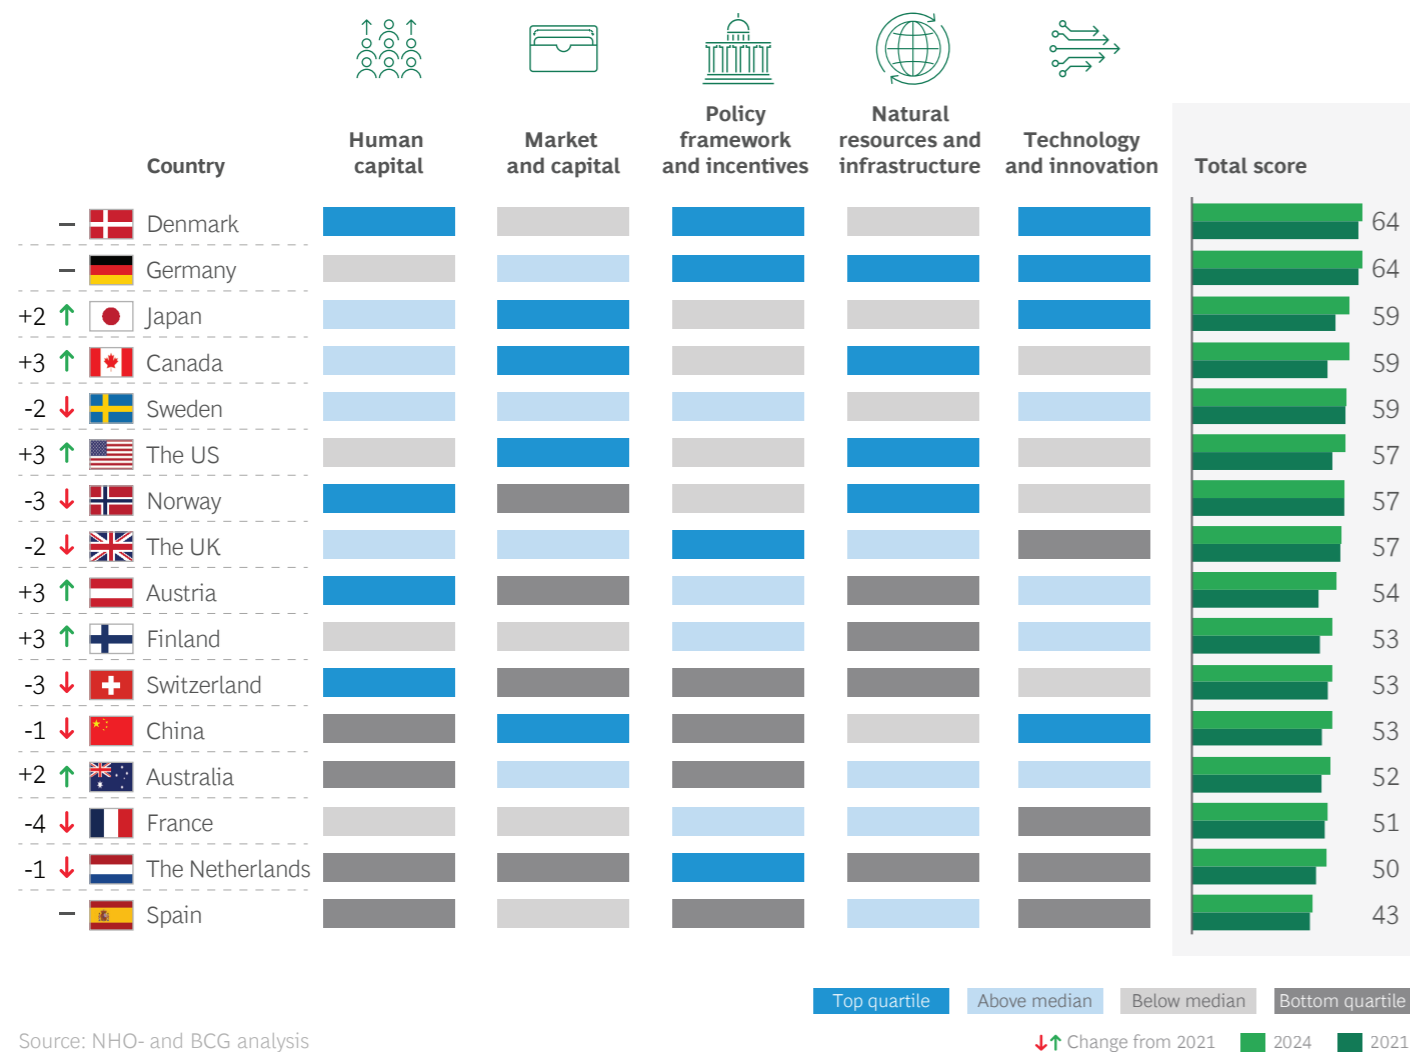 Country
Human
capital
Market
and capital
Policy
framework
and incentives
Natural
resources and
infrastructure
Technology
and innovation
Total score
– Denmark 64
– Germany 64
+2 ↑ Japan 59
+3 ↑ Canada 59
-2 ↓ Sweden 59
+3 ↑ The US 57
-3 ↓ Norway 57
-2 ↓ The UK 57
+3 ↑ Austria 54
+3 ↑ Finland 53
-3 ↓ Switzerland 53
-1 ↓ China 53
+2 ↑ Australia 52
-4 ↓ France 51
-1 ↓ The Netherlands 50
– Spain 43
Top quartile Above median Below median Bottom quartile
Source: NHO- and BCG analysis
↓↑ Change from 2021 2024 2021